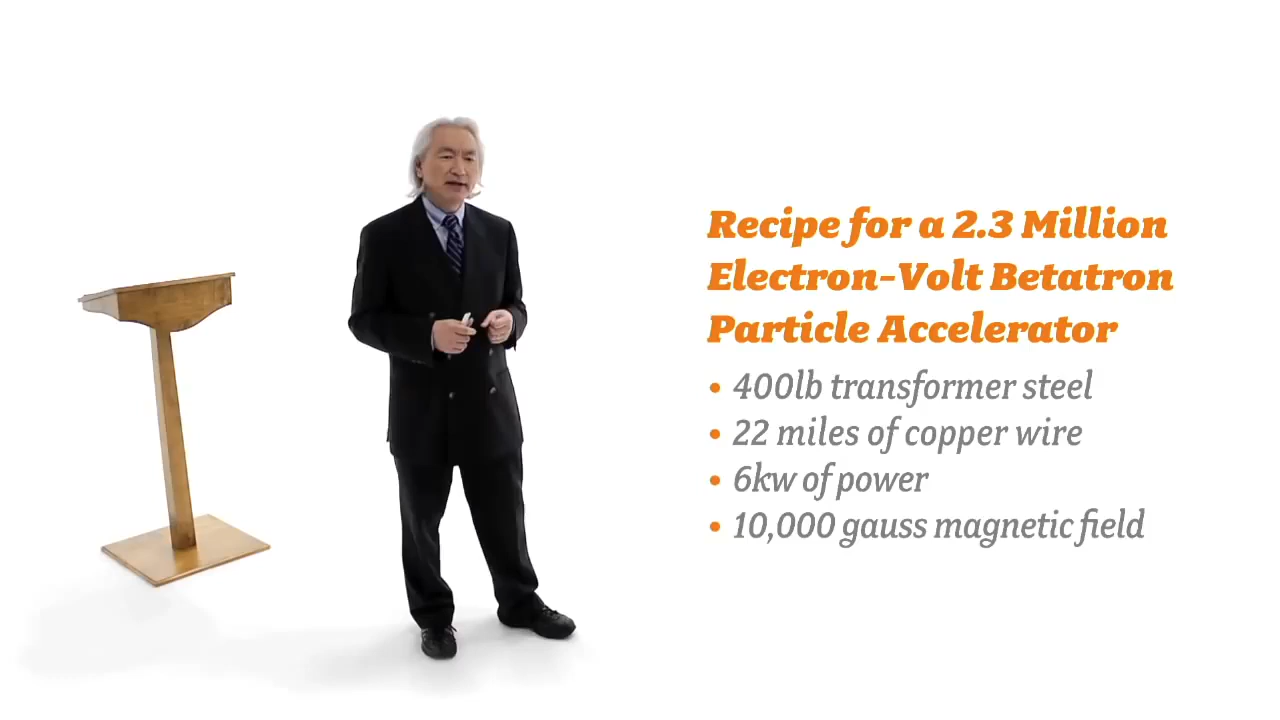 Recipe for a 2.3 Million
Electron-Volt Betatron
Particle Accelerator
• 400lb transformer steel
• 22 miles of copper wire
• 6kw of power
• 10,000 gauss magnetic field